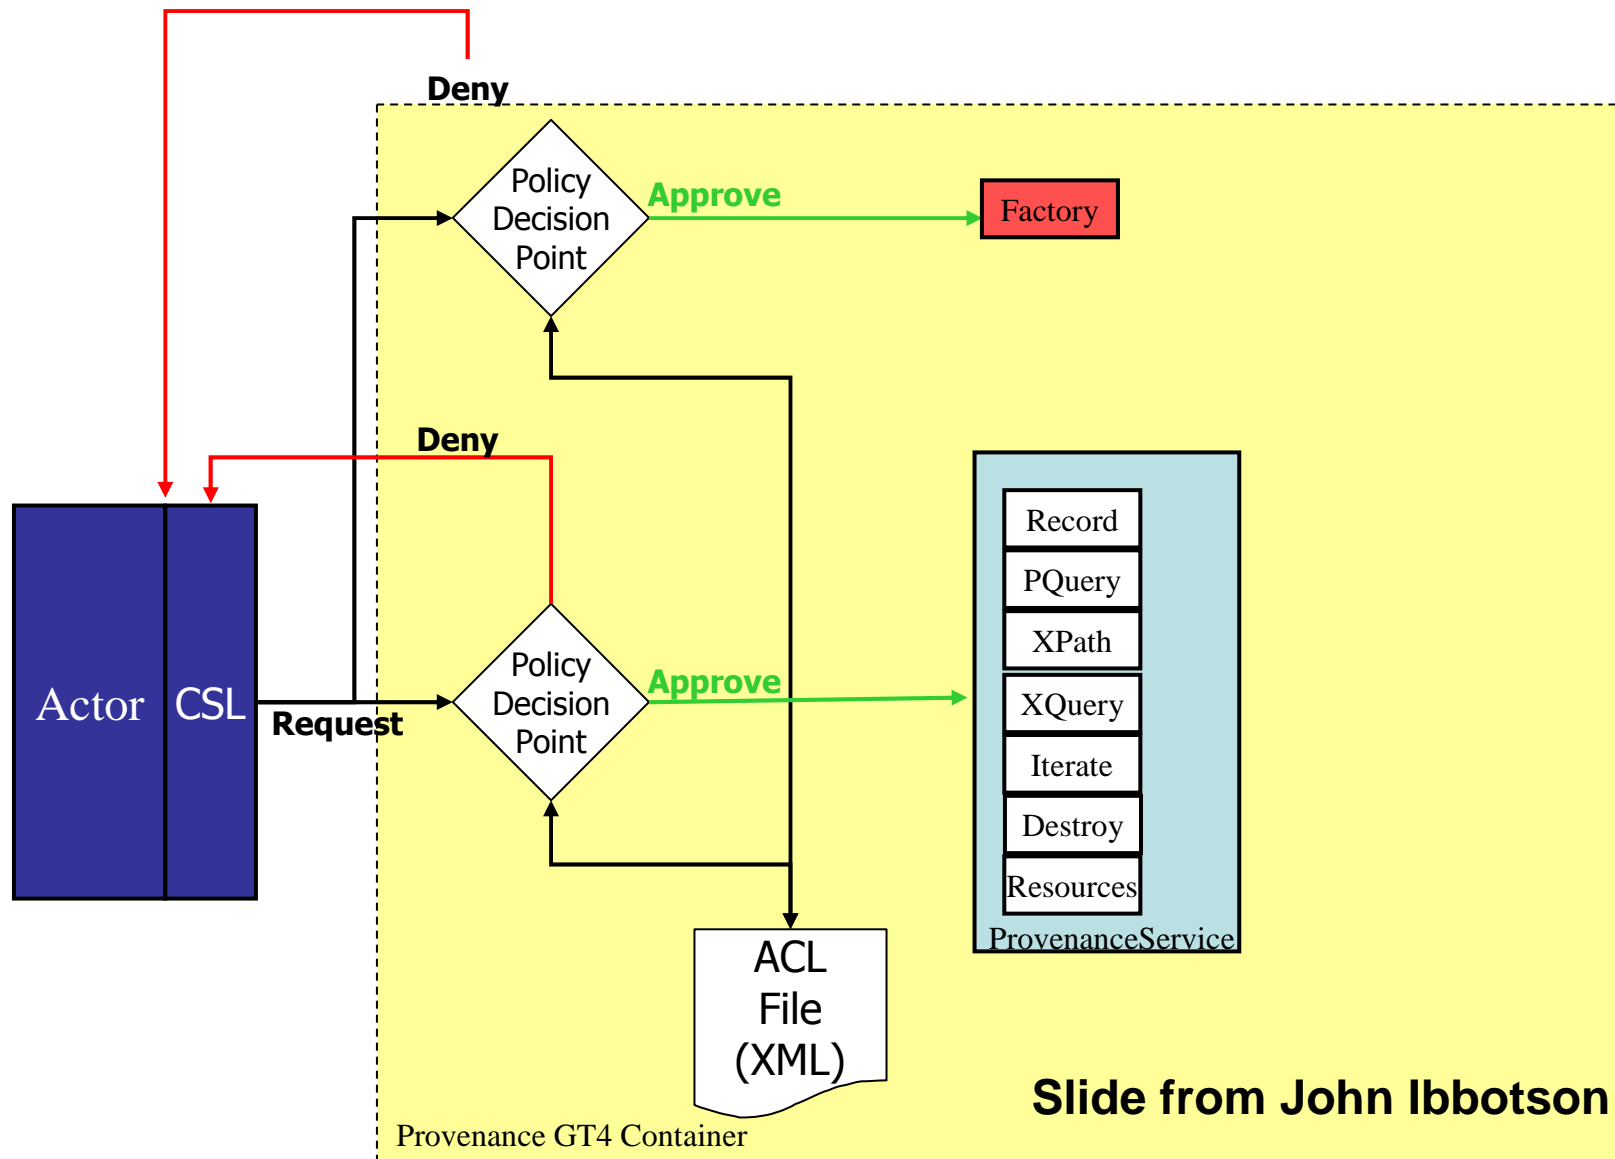 Deny
Policy
Decision
Point
Approve
Factory
Deny
Actor
CSL
Request
Policy
Decision
Point
Approve
Record
PQuery
XPath
XQuery
Iterate
Destroy
Resources
ProvenanceService
ACL
File
(XML)
Slide from John Ibbotson
Provenance GT4 Container